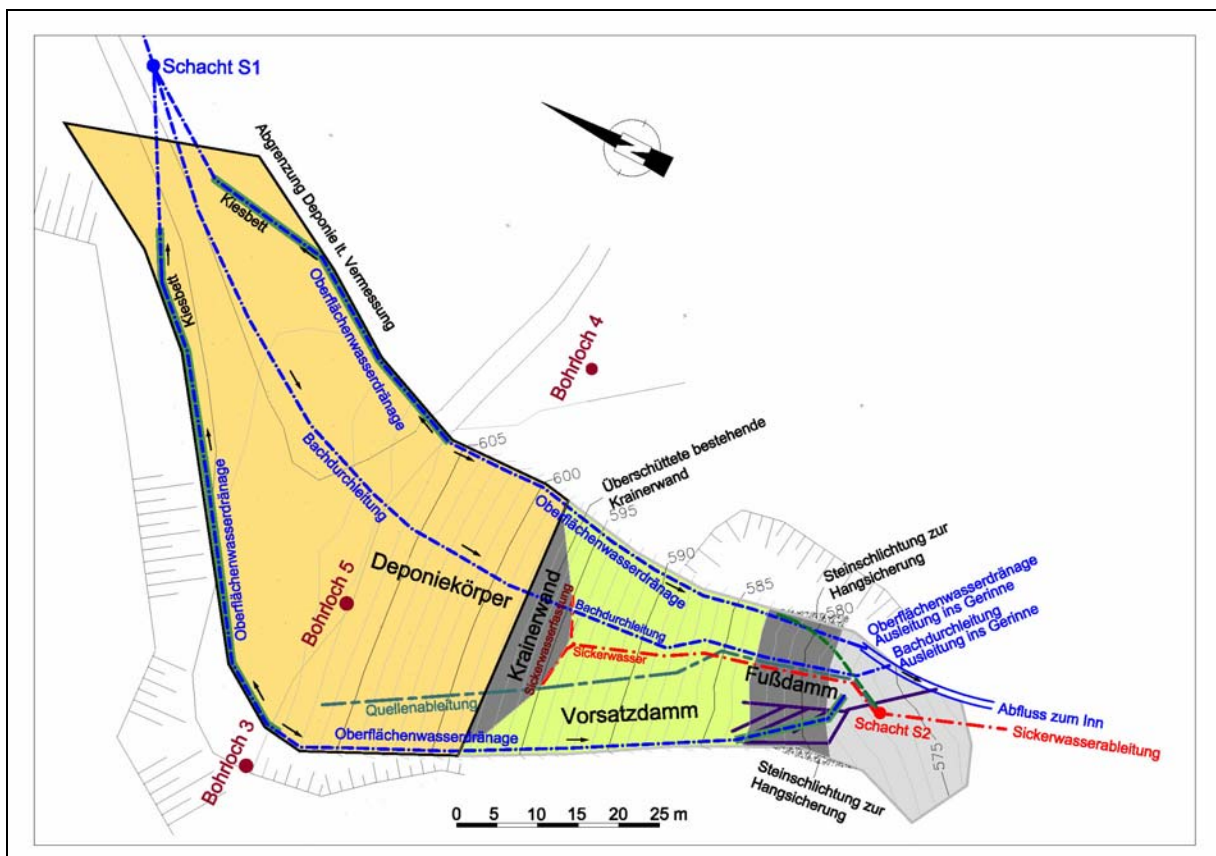 Schacht S1
Abgrenzung Deponie lt. Vermessung
Kiesbett
Kiesbett
Oberflächenwasserdränage
N
Bohrloch 4
Oberflächenwasserdränage
Bachdurchleitung
605
600
Überschüttete bestehende
Krainerwand
595
Oberflächenwasserdränage
590
585
580
Steinschlichtung zur
Hangsicherung
Oberflächenwasserdränage
Ausleitung ins Gerinne
Bachdurchleitung
Ausleitung ins Gerinne
Deponiekörper
Bohrloch 5
Krainerwand
Sickerwasserfassung
Bachdurchleitung
Sickerwasser
Fußdamm
Quellenableitung
Vorsatzdamm
Abfluss zum Inn
Schacht S2
Sickerwasserableitung
Oberflächenwasserdränage
Bohrloch 3
575
Steinschlichtung zur
Hangsicherung
0 5 10 15 20 25 m